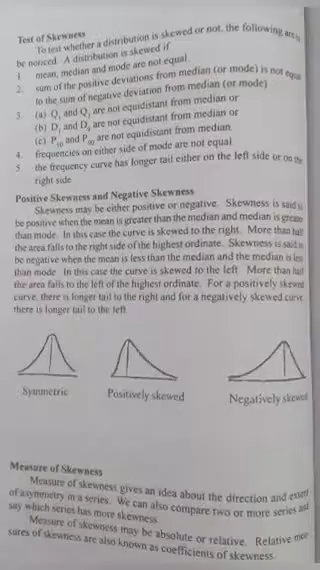 Test of Skewness
To test whether a distribution is skewed or not, the following are to
be noticed. A distribution is skewed if
1. mean, median and mode are not equal.
2. sum of the positive deviations from median (or mode) is not equal
to the sum of negative deviation from median (or mode)
3. (a) Q₁ and Q₃ are not equidistant from median or
(b) D₁ and D₉ are not equidistant from median or
(c) P₁₀ and P₉₀ are not equidistant from median.
4. frequencies on either side of mode are not equal.
5. the frequency curve has longer tail either on the left side or on the
right side
Positive Skewness and Negative Skewness
Skewness may be either positive or negative. Skewness is said to
be positive when the mean is greater than the median and median is greater
than mode. In this case the curve is skewed to the right. More than half
the area falls to the right side of the highest ordinate. Skewness is said to
be negative when the mean is less than the median and the median is less
than mode. In this case the curve is skewed to the left. More than half
the area falls to the left of the highest ordinate. For a positively skewed
curve, there is longer tail to the right and for a negatively skewed curve
there is longer tail to the left.
Symmetric
Positively skewed
Negatively skewed
Measure of Skewness
Measure of skewness gives an idea about the direction and extent
of asymmetry in a series. We can also compare two or more series and
say which series has more skewness.
Measure of skewness may be absolute or relative. Relative mea-
sures of skewness are also known as coefficients of skewness.